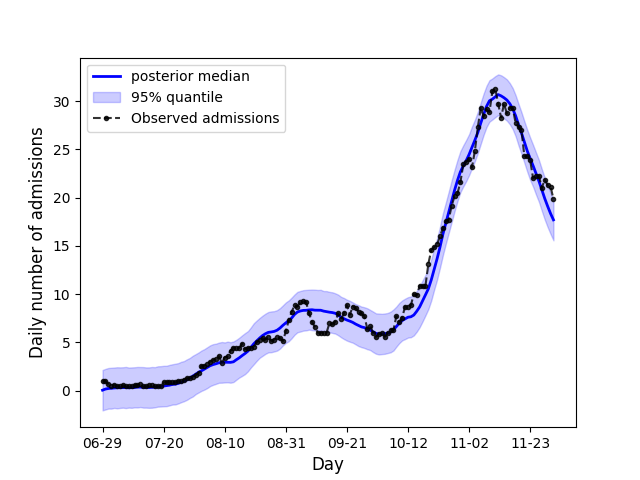 posterior median
95% quantile
Observed admissions
Daily number of admissions
30
25
20
15
10
5
0
06-29 07-20 08-10 08-31 09-21 10-12 11-02 11-23
Day